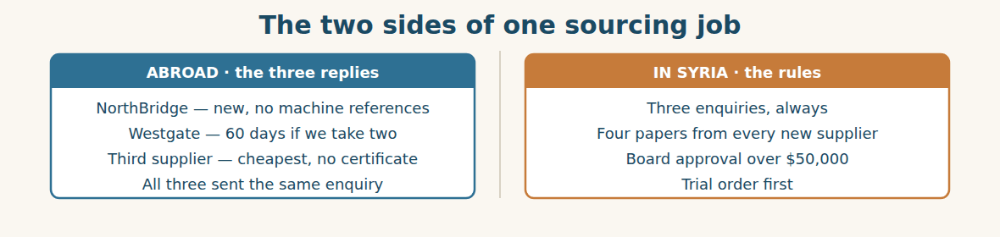 The two sides of one sourcing job
ABROAD · the three replies
NorthBridge — new, no machine references
Westgate — 60 days if we take two
Third supplier — cheapest, no certificate
All three sent the same enquiry
IN SYRIA · the rules
Three enquiries, always
Four papers from every new supplier
Board approval over $50,000
Trial order first